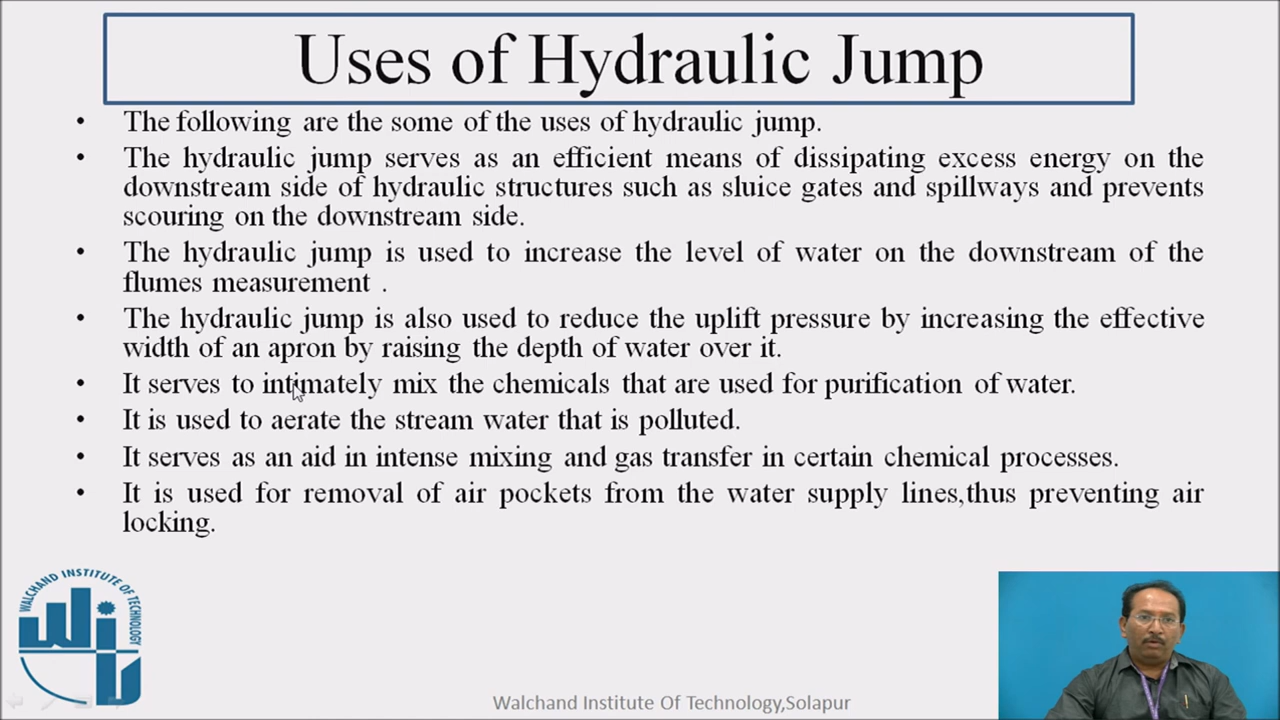 Uses of Hydraulic Jump
• The following are the some of the uses of hydraulic jump.
• The hydraulic jump serves as an efficient means of dissipating excess energy on the
downstream side of hydraulic structures such as sluice gates and spillways and prevents
scouring on the downstream side.
• The hydraulic jump is used to increase the level of water on the downstream of the
flumes measurement .
• The hydraulic jump is also used to reduce the uplift pressure by increasing the effective
width of an apron by raising the depth of water over it.
• It serves to intimately mix the chemicals that are used for purification of water.
• It is used to aerate the stream water that is polluted.
• It serves as an aid in intense mixing and gas transfer in certain chemical processes.
• It is used for removal of air pockets from the water supply lines,thus preventing air
locking.
WALCHAND INSTITUTE OF TECHNOLOGY
Walchand Institute Of Technology,Solapur